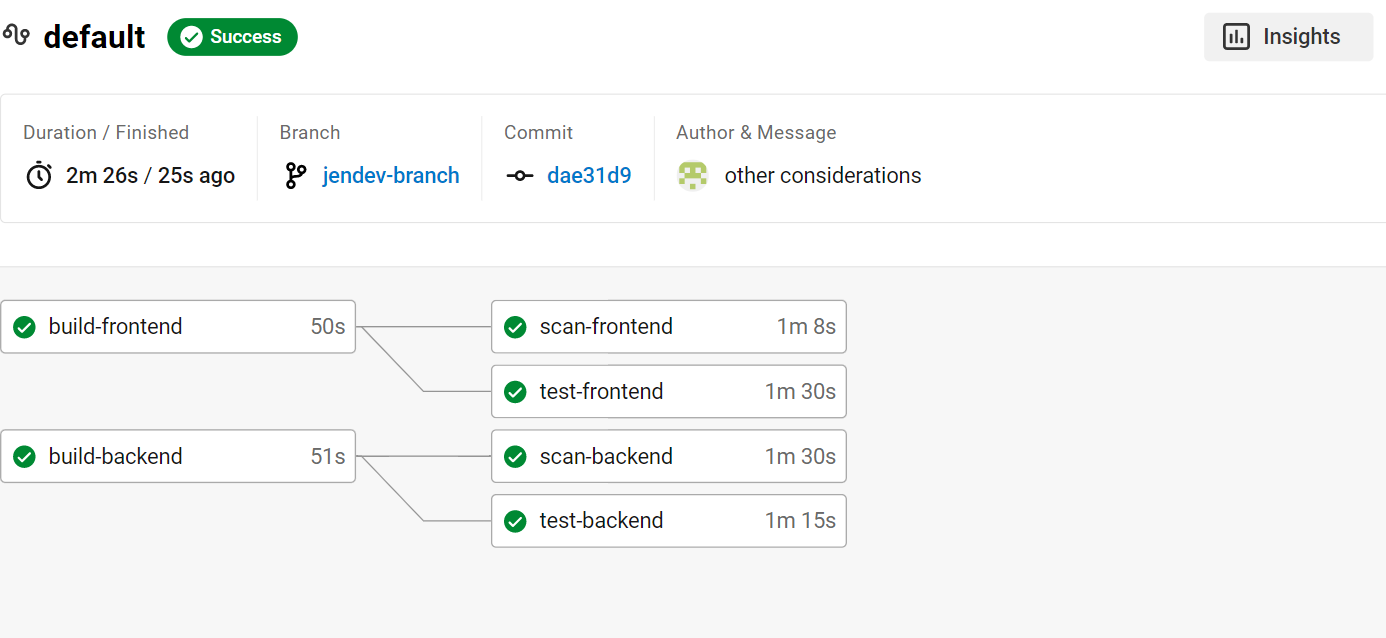 default
Success
Insights
Duration / Finished
2m 26s / 25s ago
Branch
jendev-branch
Commit
dae31d9
Author & Message
other considerations
build-frontend 50s
scan-frontend 1m 8s
test-frontend 1m 30s
build-backend 51s
scan-backend 1m 30s
test-backend 1m 15s